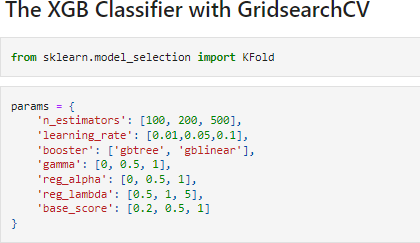 The XGB Classifier with GridsearchCV
from sklearn.model_selection import KFold
params = {
    'n_estimators': [100, 200, 500],
    'learning_rate': [0.01,0.05,0.1],
    'booster': ['gbtree', 'gblinear'],
    'gamma': [0, 0.5, 1],
    'reg_alpha': [0, 0.5, 1],
    'reg_lambda': [0.5, 1, 5],
    'base_score': [0.2, 0.5, 1]
}